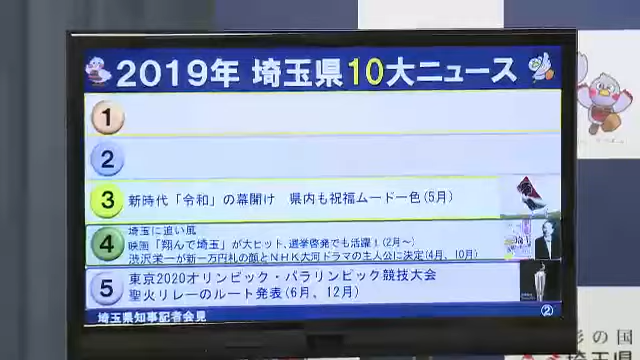 2019年 埼玉県10大ニュース
1
2
3 新時代「令和」の幕開け 県内も祝福ムード一色(5月)
4 埼玉に追い風
映画「翔んで埼玉」が大ヒット、選挙啓発でも活躍!(2月〜)
渋沢栄一が新一万円札の顔とNHK大河ドラマの主人公に決定(4月、10月)
5 東京2020オリンピック・パラリンピック競技大会
聖火リレーのルート発表(6月、12月)
埼玉県知事記者会見
②
彩の国
埼玉県